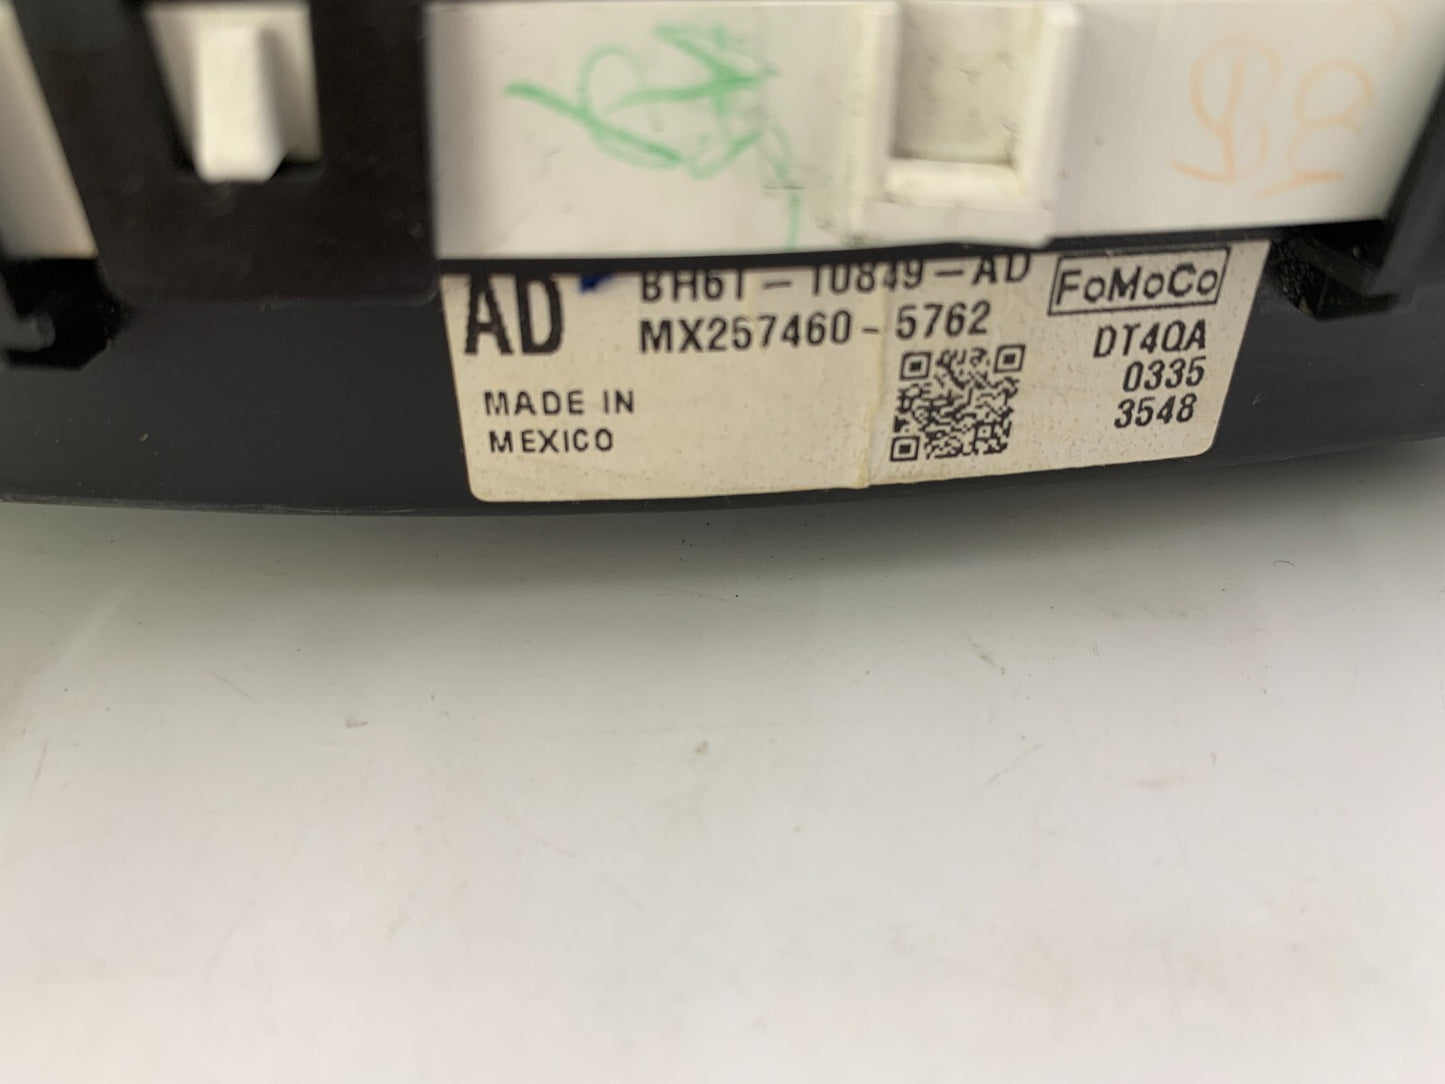 AD
BH6T-10849-AD
FoMoCo
MX257460-5762
DT4QA
0335
3548
MADE IN
MEXICO